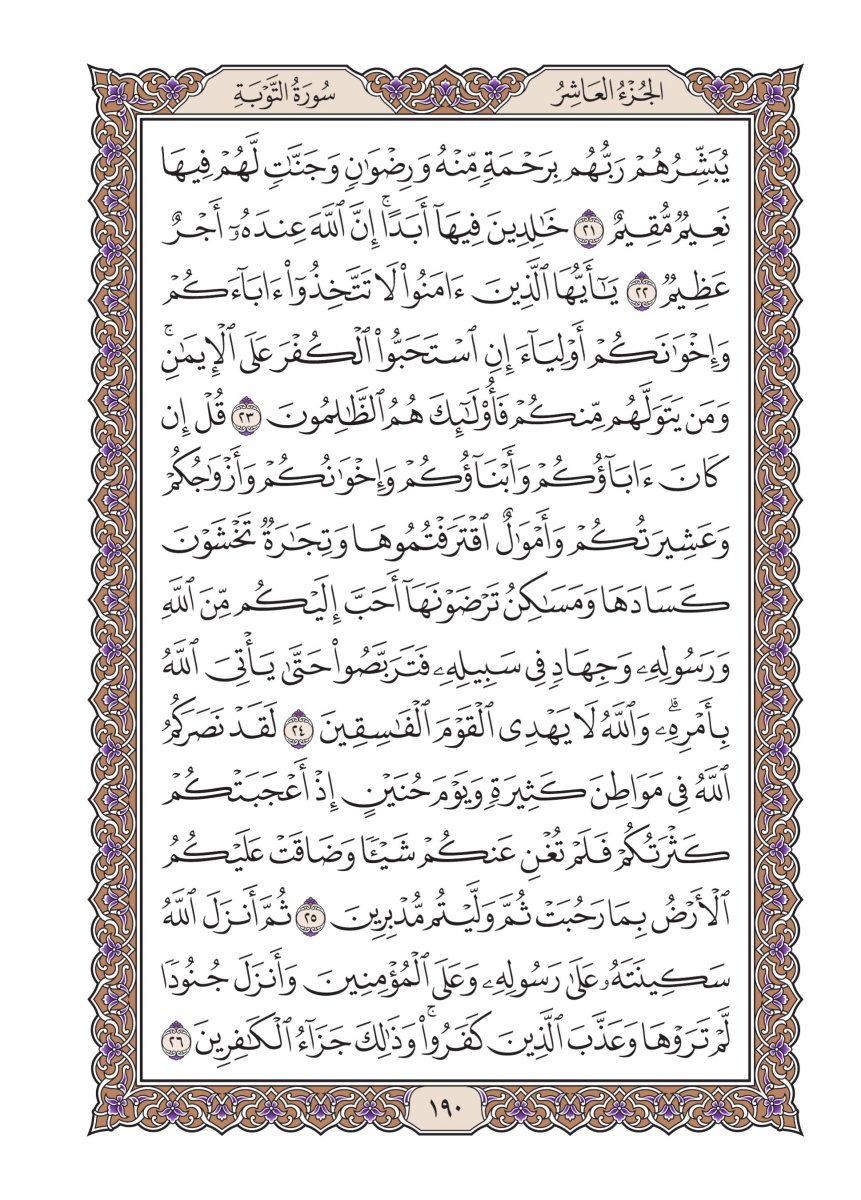 الجُزْءُ العَاشِرُ
سُورَةُ التَّوْبَةِ
يُبَشِّرُهُمْ رَبُّهُم بِرَحْمَةٍ مِّنْهُ وَرِضْوَٰنٍ وَجَنَّٰتٍ لَّهُمْ فِيهَا
نَعِيمٌ مُّقِيمٌ ٢١ خَٰلِدِينَ فِيهَآ أَبَدًا ۚ إِنَّ ٱللَّهَ عِندَهُۥٓ أَجْرٌ
عَظِيمٌ ٢٢ يَٰٓأَيُّهَا ٱلَّذِينَ ءَامَنُوا۟ لَا تَتَّخِذُوٓا۟ ءَابَآءَكُمْ
وَإِخْوَٰنَكُمْ أَوْلِيَآءَ إِنِ ٱسْتَحَبُّوا۟ ٱلْكُفْرَ عَلَى ٱلْإِيمَٰنِ ۚ
وَمَن يَتَوَلَّهُم مِّنكُمْ فَأُو۟لَٰٓئِكَ هُمُ ٱلظَّٰلِمُونَ ٢٣ قُلْ إِن
كَانَ ءَابَآؤُكُمْ وَأَبْنَآؤُكُمْ وَإِخْوَٰنُكُمْ وَأَزْوَٰجُكُمْ
وَعَشِيرَتُكُمْ وَأَمْوَٰلٌ ٱقْتَرَفْتُمُوهَا وَتِجَٰرَةٌ تَخْشَوْنَ
كَسَادَهَا وَمَسَٰكِنُ تَرْضَوْنَهَآ أَحَبَّ إِلَيْكُم مِّنَ ٱللَّهِ
وَرَسُولِهِۦ وَجِهَادٍ فِى سَبِيلِهِۦ فَتَرَبَّصُوا۟ حَتَّىٰ يَأْتِىَ ٱللَّهُ
بِأَمْرِهِۦ ۗ وَٱللَّهُ لَا يَهْدِى ٱلْقَوْمَ ٱلْفَٰسِقِينَ ٢٤ لَقَدْ نَصَرَكُمُ
ٱللَّهُ فِى مَوَاطِنَ كَثِيرَةٍ وَيَوْمَ حُنَيْنٍ إِذْ أَعْجَبَتْكُمْ
كَثْرَتُكُمْ فَلَمْ تُغْنِ عَنكُمْ شَيْـًٔا وَضَاقَتْ عَلَيْكُمُ
ٱلْأَرْضُ بِمَا رَحُبَتْ ثُمَّ وَلَّيْتُم مُّدْبِرِينَ ٢٥ ثُمَّ أَنزَلَ ٱللَّهُ
سَكِينَتَهُۥ عَلَىٰ رَسُولِهِۦ وَعَلَى ٱلْمُؤْمِنِينَ وَأَنزَلَ جُنُودًا
لَّمْ تَرَوْهَا وَعَذَّبَ ٱلَّذِينَ كَفَرُوا۟ ۚ وَذَٰلِكَ جَزَآءُ ٱلْكَٰفِرِينَ ٢٦
١٩٠